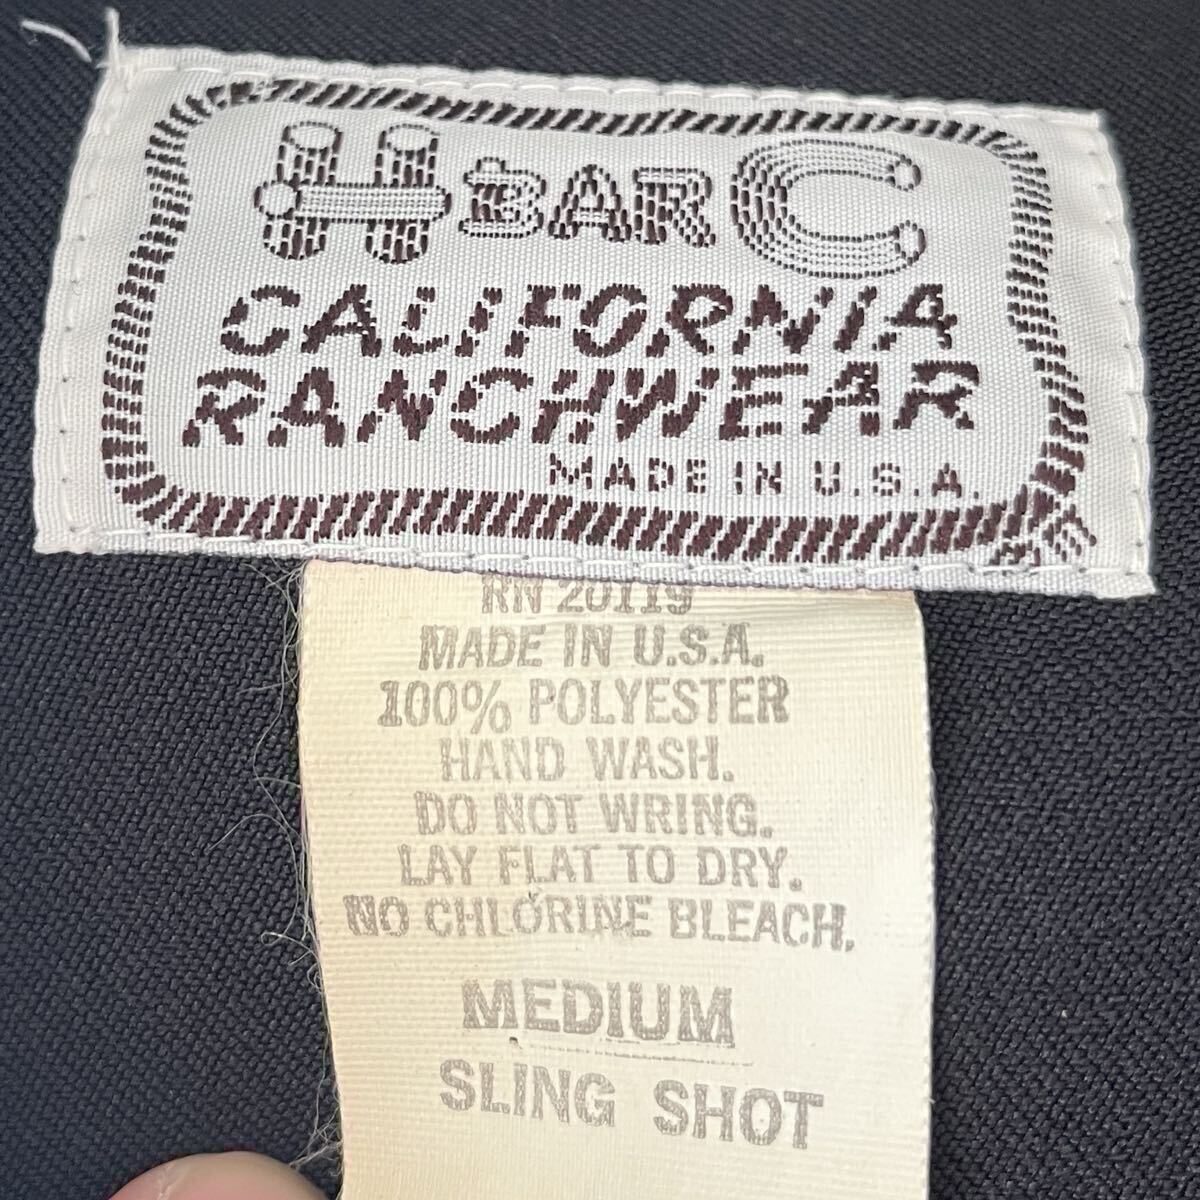 H BAR C
CALIFORNIA
RANCHWEAR
MADE IN U.S.A.
RN 20119
MADE IN U.S.A.
100% POLYESTER
HAND WASH.
DO NOT WRING.
LAY FLAT TO DRY.
NO CHLORINE BLEACH.
MEDIUM
SLING SHOT